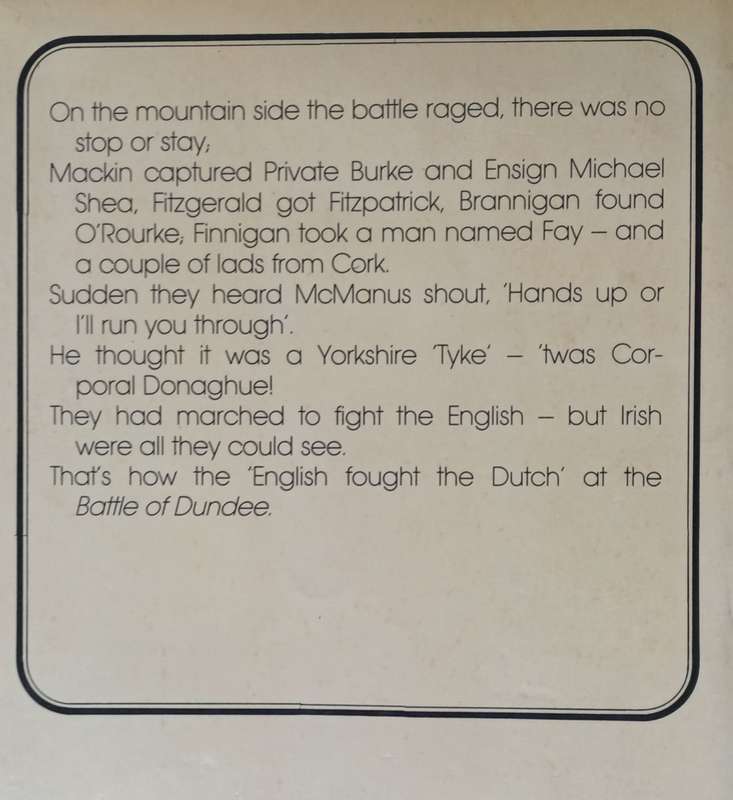 On the mountain side the battle raged, there was no
stop or stay;
Mackin captured Private Burke and Ensign Michael
Shea, Fitzgerald got Fitzpatrick, Brannigan found
O'Rourke; Finnigan took a man named Fay – and
a couple of lads from Cork.
Sudden they heard McManus shout, 'Hands up or
I'll run you through'.
He thought it was a Yorkshire 'Tyke' – 'twas Cor-
poral Donaghue!
They had marched to fight the English – but Irish
were all they could see.
That's how the 'English fought the Dutch' at the
Battle of Dundee.